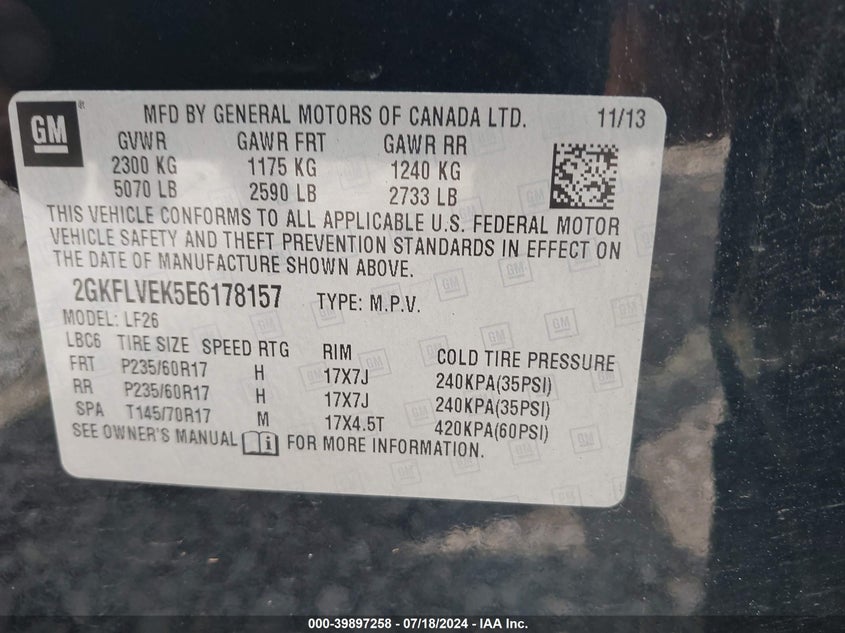 GM
MFD BY GENERAL MOTORS OF CANADA LTD. 11/13
GVWR GAWR FRT GAWR RR
2300 KG 1175 KG 1240 KG
5070 LB 2590 LB 2733 LB
THIS VEHICLE CONFORMS TO ALL APPLICABLE U.S. FEDERAL MOTOR
VEHICLE SAFETY AND THEFT PREVENTION STANDARDS IN EFFECT ON
THE DATE OF MANUFACTURE SHOWN ABOVE.
2GKFLVEK5E6178157 TYPE: M.P.V.
MODEL: LF26
LBC6 TIRE SIZE SPEED RTG RIM COLD TIRE PRESSURE
FRT P235/60R17 H 17X7J 240KPA(35PSI)
RR P235/60R17 H 17X7J 240KPA(35PSI)
SPA T145/70R17 M 17X4.5T 420KPA(60PSI)
SEE OWNER'S MANUAL FOR MORE INFORMATION.
000-39897258 - 07/18/2024 - IAA Inc.